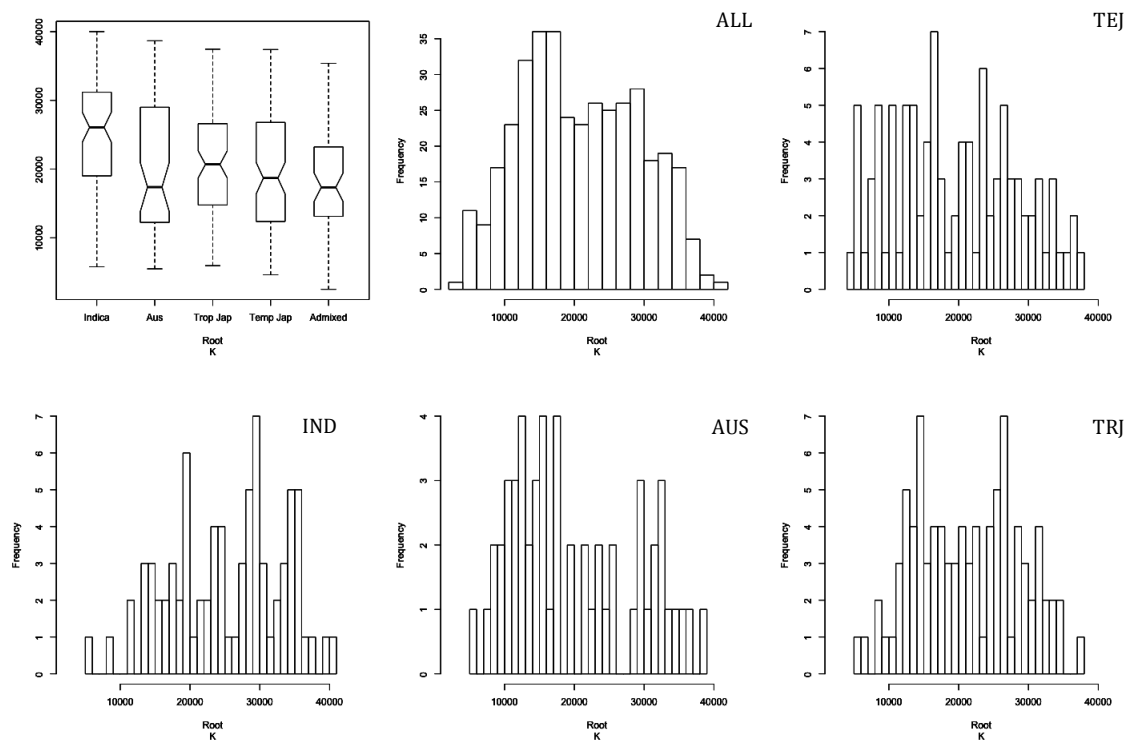 40000
30000
20000
10000
Indica Aus Trop Jap Temp Jap Admixed
Root
K
ALL
Frequency
35
30
25
20
15
10
5
0
10000 20000 30000 40000
Root
K
TEJ
Frequency
7
6
5
4
3
2
1
0
10000 20000 30000 40000
Root
K
IND
Frequency
7
6
5
4
3
2
1
0
10000 20000 30000 40000
Root
K
AUS
Frequency
4
3
2
1
0
10000 20000 30000 40000
Root
K
TRJ
Frequency
7
6
5
4
3
2
1
0
10000 20000 30000 40000
Root
K